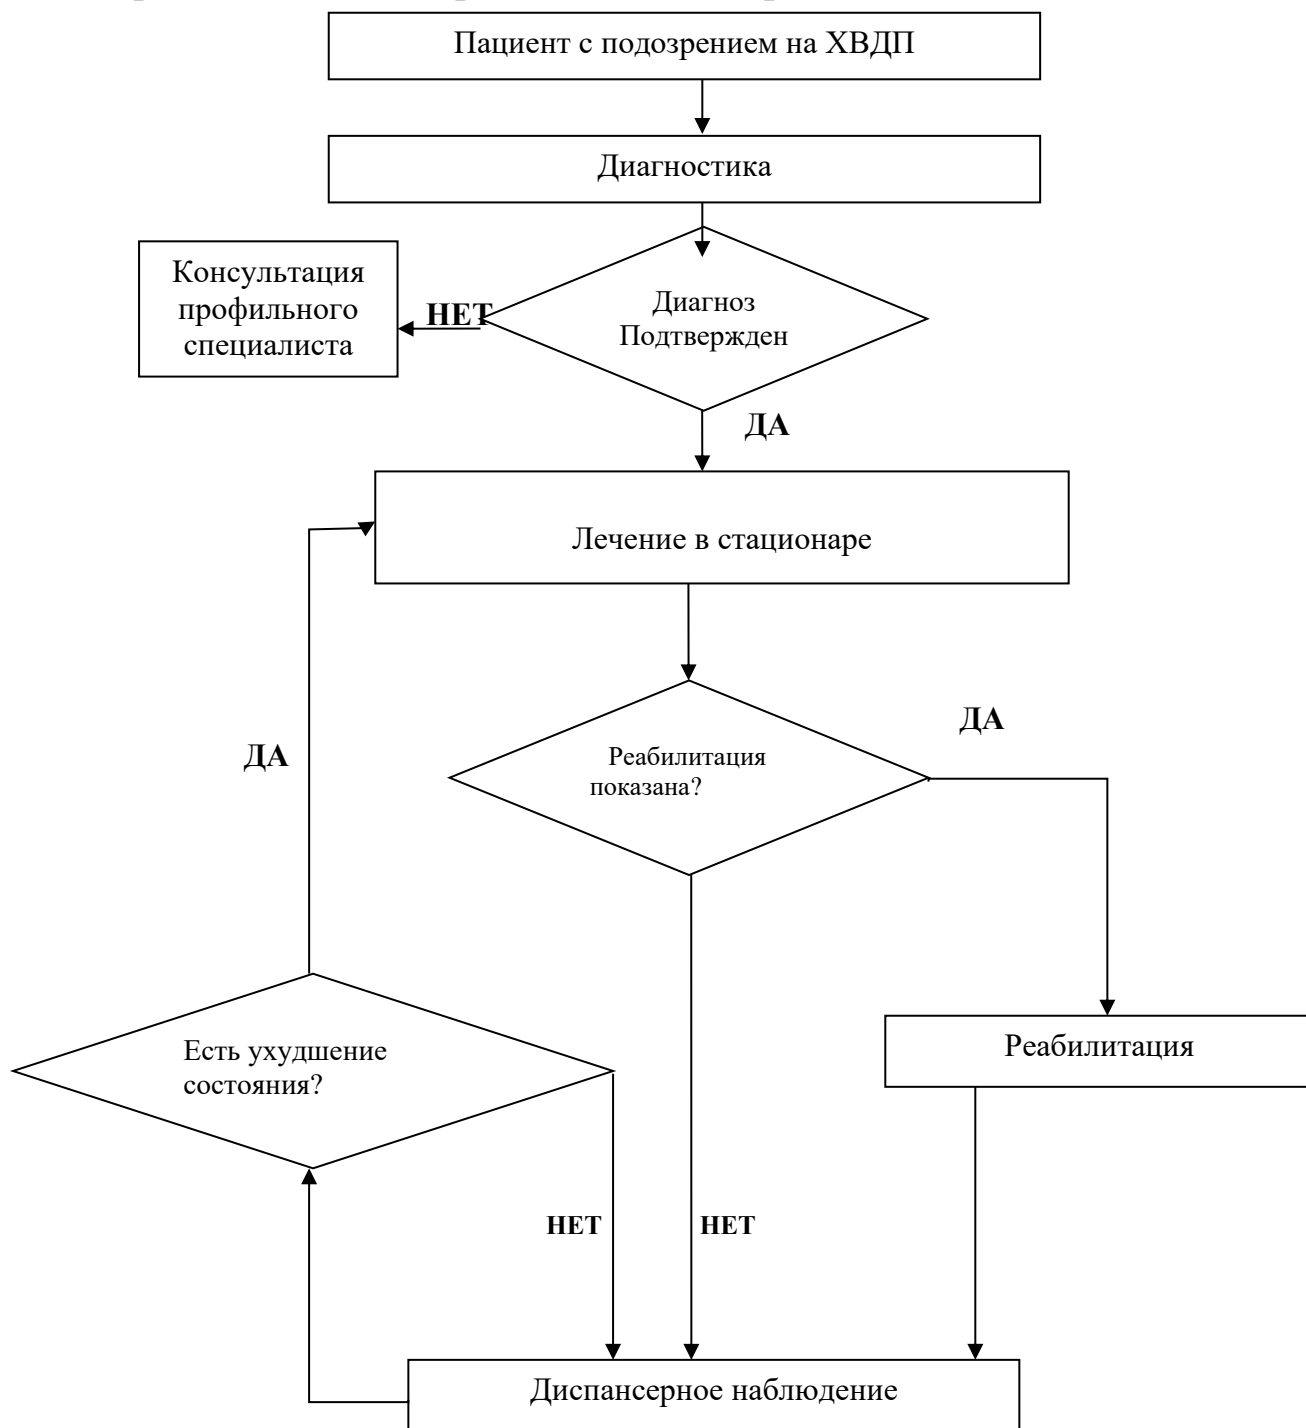 Пациент с подозрением на ХВДП
Диагностика
Консультация
профильного
специалиста
НЕТ
Диагноз
Подтвержден
ДА
Лечение в стационаре
ДА
ДА
Реабилитация
показана?
Есть ухудшение
состояния?
Реабилитация
НЕТ
НЕТ
Диспансерное наблюдение